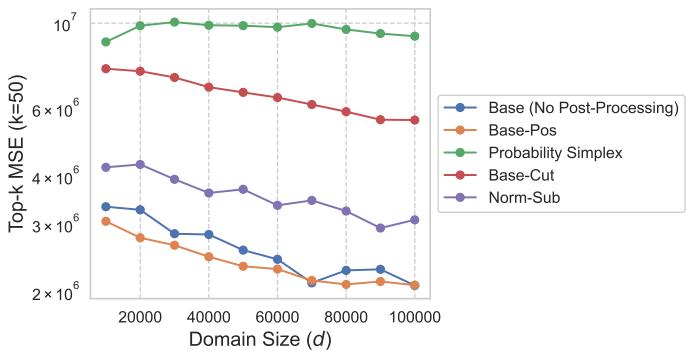 10^7
6 × 10^6
4 × 10^6
3 × 10^6
2 × 10^6
Top-k MSE (k=50)
20000 40000 60000 80000 100000
Domain Size (d)
Base (No Post-Processing)
Base-Pos
Probability Simplex
Base-Cut
Norm-Sub